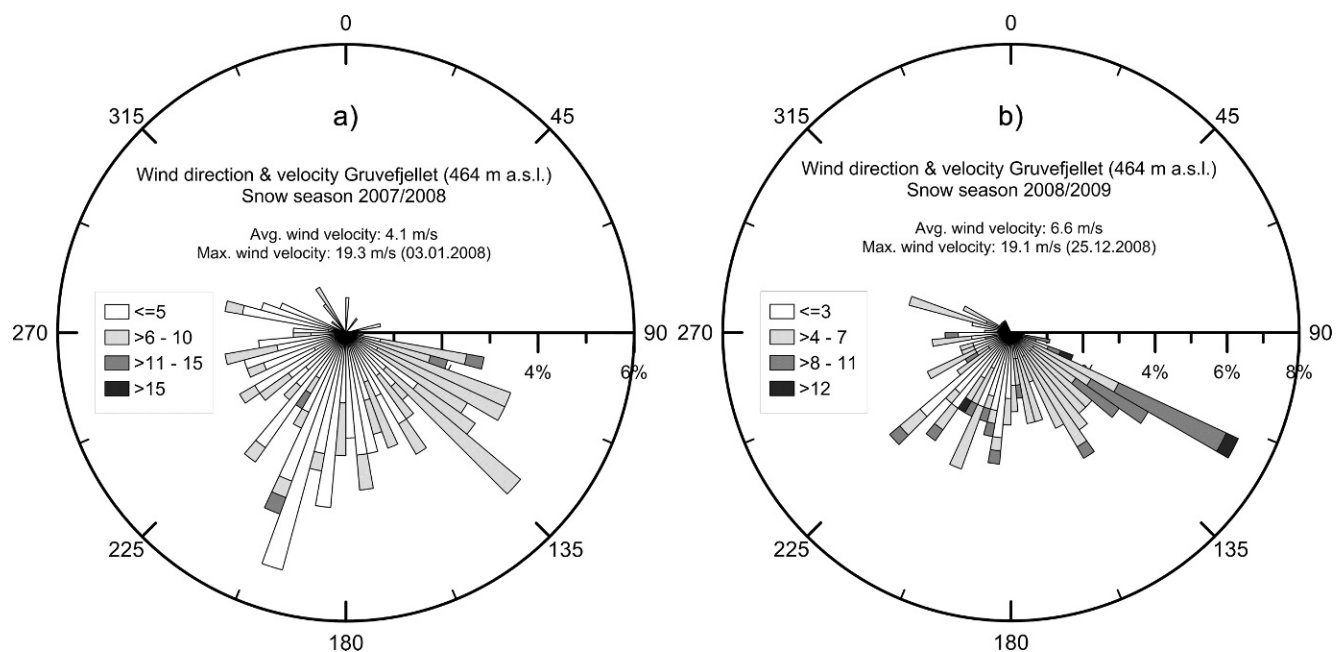 0
315
45
a)
Wind direction & velocity Gruvefjellet (464 m a.s.l.)
Snow season 2007/2008
Avg. wind velocity: 4.1 m/s
Max. wind velocity: 19.3 m/s (03.01.2008)
<=5
>6 - 10
>11 - 15
>15
270
90
4%
6%
225
135
180
0
315
45
b)
Wind direction & velocity Gruvefjellet (464 m a.s.l.)
Snow season 2008/2009
Avg. wind velocity: 6.6 m/s
Max. wind velocity: 19.1 m/s (25.12.2008)
<=3
>4 - 7
>8 - 11
>12
270
90
4%
6%
8%
225
135
180